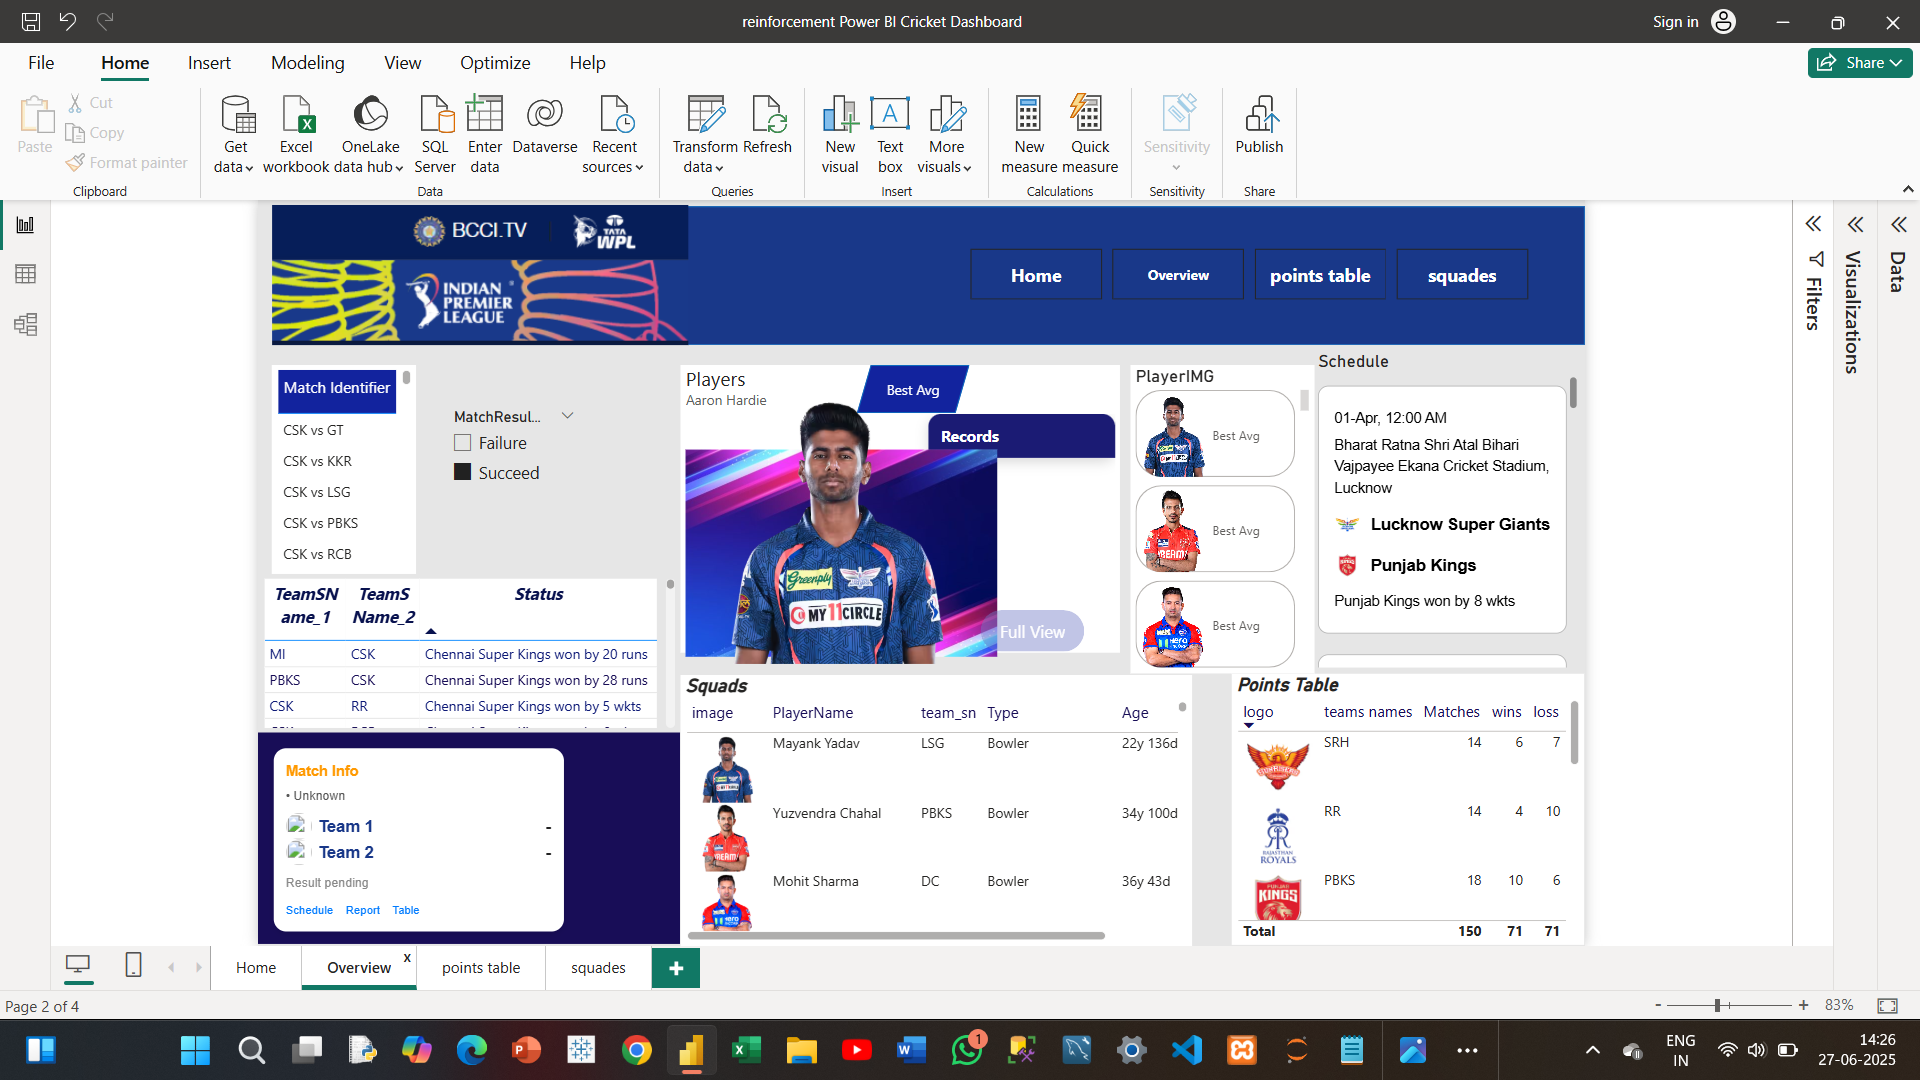 reinforcement Power BI Cricket Dashboard
Sign in
File Home Insert Modeling View Optimize Help
Share
Paste
Cut
Copy
Format painter
Clipboard
Get data
Excel workbook
OneLake data hub
SQL Server
Enter data
Dataverse
Recent sources
Data
Transform data
Refresh
Queries
New visual
Text box
More visuals
Insert
New measure
Quick measure
Calculations
Sensitivity
Sensitivity
Publish
Share
BCCI.TV
TATA
WPL
INDIAN
PREMIER
LEAGUE
Home
Overview
points table
squades
Filters
Visualizations
Data
Match Identifier
CSK vs GT
CSK vs KKR
CSK vs LSG
CSK vs PBKS
CSK vs RCB
MatchResul...
Failure
Succeed
TeamSN
ame_1
TeamS
Name_2
Status
MI CSK Chennai Super Kings won by 20 runs
PBKS CSK Chennai Super Kings won by 28 runs
CSK RR Chennai Super Kings won by 5 wkts
Match Info
• Unknown
Team 1 -
Team 2 -
Result pending
Schedule Report Table
Players
Aaron Hardie
Best Avg
Records
Greenply
MY11CIRCLE
Full View
PlayerIMG
Best Avg
Best Avg
Best Avg
Schedule
01-Apr, 12:00 AM
Bharat Ratna Shri Atal Bihari
Vajpayee Ekana Cricket Stadium,
Lucknow
Lucknow Super Giants
Punjab Kings
Punjab Kings won by 8 wkts
Squads
image PlayerName team_sn Type Age
Mayank Yadav LSG Bowler 22y 136d
Yuzvendra Chahal PBKS Bowler 34y 100d
Mohit Sharma DC Bowler 36y 43d
Points Table
logo teams names Matches wins loss
SRH 14 6 7
RR 14 4 10
RAJASTHAN
ROYALS
PBKS 18 10 6
PUNJAB
KINGS
Total 150 71 71
Home
Overview x
points table
squades
+
Page 2 of 4
- + 83%
1
ENG
IN
14:26
27-06-2025